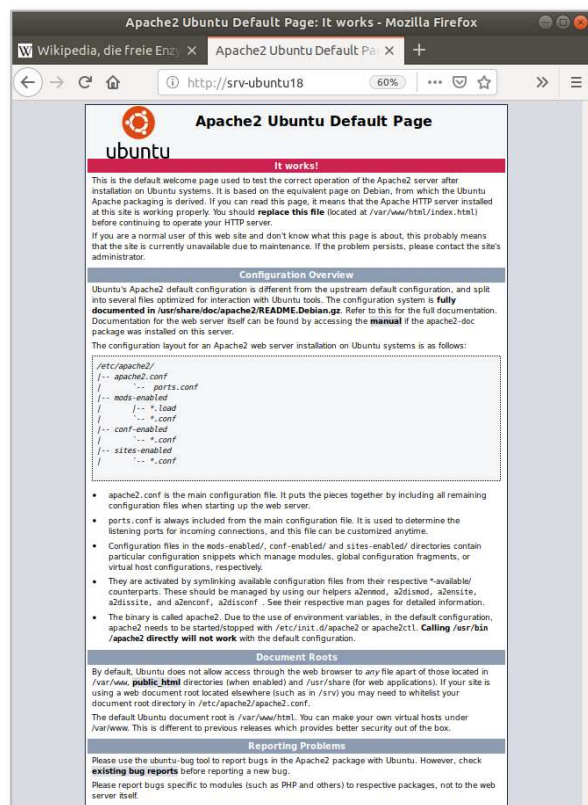 Apache2 Ubuntu Default Page: It works - Mozilla Firefox
Wikipedia, die freie Enzy
Apache2 Ubuntu Default Pa
http://srv-ubuntu18
60%
ubuntu
Apache2 Ubuntu Default Page
It works!
This is the default welcome page used to test the correct operation of the Apache2 server after
installation on Ubuntu systems. It is based on the equivalent page on Debian, from which the Ubuntu
Apache packaging is derived. If you can read this page, it means that the Apache HTTP server installed
at this site is working properly. You should replace this file (located at /var/www/html/index.html)
before continuing to operate your HTTP server.
If you are a normal user of this web site and don't know what this page is about, this probably means
that the site is currently unavailable due to maintenance. If the problem persists, please contact the site's
administrator.
Configuration Overview
Ubuntu's Apache2 default configuration is different from the upstream default configuration, and split
into several files optimized for interaction with Ubuntu tools. The configuration system is fully
documented in /usr/share/doc/apache2/README.Debian.gz. Refer to this for the full documentation.
Documentation for the web server itself can be found by accessing the manual if the apache2-doc
package was installed on this server.
The configuration layout for an Apache2 web server installation on Ubuntu systems is as follows:
/etc/apache2/
|-- apache2.conf
|       `--  ports.conf
|-- mods-enabled
|       |-- *.load
|       `-- *.conf
|-- conf-enabled
|       `-- *.conf
|-- sites-enabled
|       `-- *.conf
• apache2.conf is the main configuration file. It puts the pieces together by including all remaining
configuration files when starting up the web server.
• ports.conf is always included from the main configuration file. It is used to determine the
listening ports for incoming connections, and this file can be customized anytime.
• Configuration files in the mods-enabled/, conf-enabled/ and sites-enabled/ directories contain
particular configuration snippets which manage modules, global configuration fragments, or
virtual host configurations, respectively.
• They are activated by symlinking available configuration files from their respective *-available/
counterparts. These should be managed by using our helpers a2enmod, a2dismod, a2ensite,
a2dissite, and a2enconf, a2disconf . See their respective man pages for detailed information.
• The binary is called apache2. Due to the use of environment variables, in the default configuration,
apache2 needs to be started/stopped with /etc/init.d/apache2 or apache2ctl. Calling /usr/bin
/apache2 directly will not work with the default configuration.
Document Roots
By default, Ubuntu does not allow access through the web browser to any file apart of those located in
/var/www, public_html directories (when enabled) and /usr/share (for web applications). If your site is
using a web document root located elsewhere (such as in /srv) you may need to whitelist your
document root directory in /etc/apache2/apache2.conf.
The default Ubuntu document root is /var/www/html. You can make your own virtual hosts under
/var/www. This is different to previous releases which provides better security out of the box.
Reporting Problems
Please use the ubuntu-bug tool to report bugs in the Apache2 package with Ubuntu. However, check
existing bug reports before reporting a new bug.
Please report bugs specific to modules (such as PHP and others) to respective packages, not to the web
server itself.